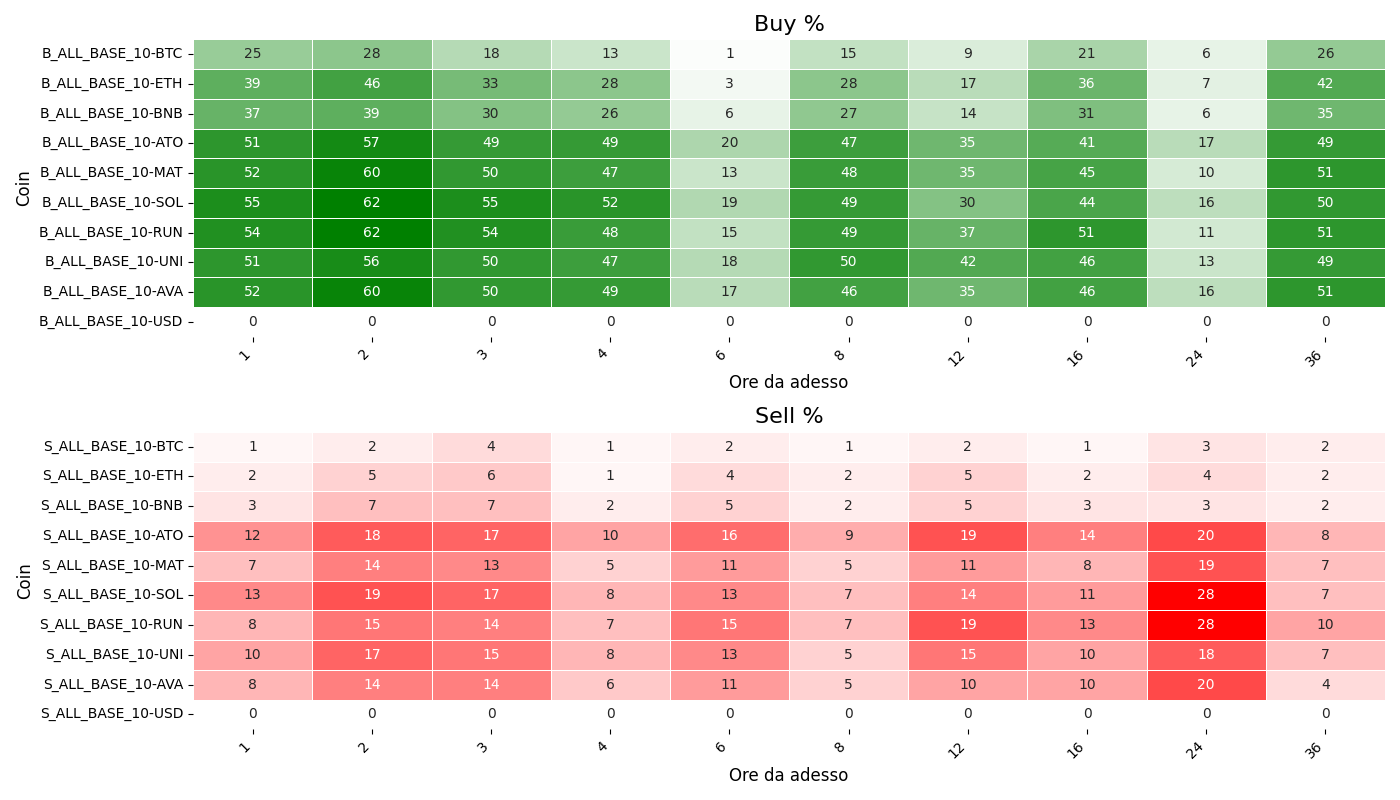 Buy %
Coin
B_ALL_BASE_10-BTC 25 28 18 13 1 15 9 21 6 26
B_ALL_BASE_10-ETH 39 46 33 28 3 28 17 36 7 42
B_ALL_BASE_10-BNB 37 39 30 26 6 27 14 31 6 35
B_ALL_BASE_10-ATO 51 57 49 49 20 47 35 41 17 49
B_ALL_BASE_10-MAT 52 60 50 47 13 48 35 45 10 51
B_ALL_BASE_10-SOL 55 62 55 52 19 49 30 44 16 50
B_ALL_BASE_10-RUN 54 62 54 48 15 49 37 51 11 51
B_ALL_BASE_10-UNI 51 56 50 47 18 50 42 46 13 49
B_ALL_BASE_10-AVA 52 60 50 49 17 46 35 46 16 51
B_ALL_BASE_10-USD 0 0 0 0 0 0 0 0 0 0
1 2 3 4 6 8 12 16 24 36
Ore da adesso
Sell %
Coin
S_ALL_BASE_10-BTC 1 2 4 1 2 1 2 1 3 2
S_ALL_BASE_10-ETH 2 5 6 1 4 2 5 2 4 2
S_ALL_BASE_10-BNB 3 7 7 2 5 2 5 3 3 2
S_ALL_BASE_10-ATO 12 18 17 10 16 9 19 14 20 8
S_ALL_BASE_10-MAT 7 14 13 5 11 5 11 8 19 7
S_ALL_BASE_10-SOL 13 19 17 8 13 7 14 11 28 7
S_ALL_BASE_10-RUN 8 15 14 7 15 7 19 13 28 10
S_ALL_BASE_10-UNI 10 17 15 8 13 5 15 10 18 7
S_ALL_BASE_10-AVA 8 14 14 6 11 5 10 10 20 4
S_ALL_BASE_10-USD 0 0 0 0 0 0 0 0 0 0
1 2 3 4 6 8 12 16 24 36
Ore da adesso